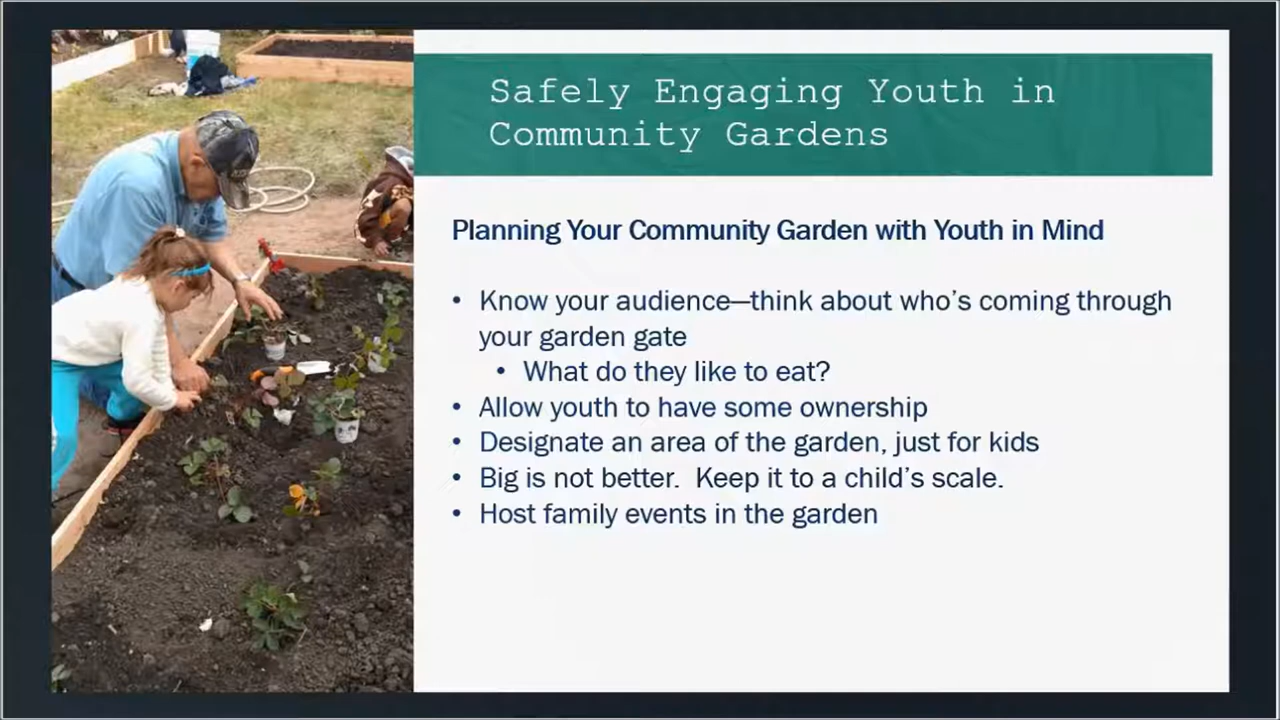 Safely Engaging Youth in
Community Gardens
Planning Your Community Garden with Youth in Mind
• Know your audience—think about who's coming through
your garden gate
• What do they like to eat?
• Allow youth to have some ownership
• Designate an area of the garden, just for kids
• Big is not better.  Keep it to a child's scale.
• Host family events in the garden